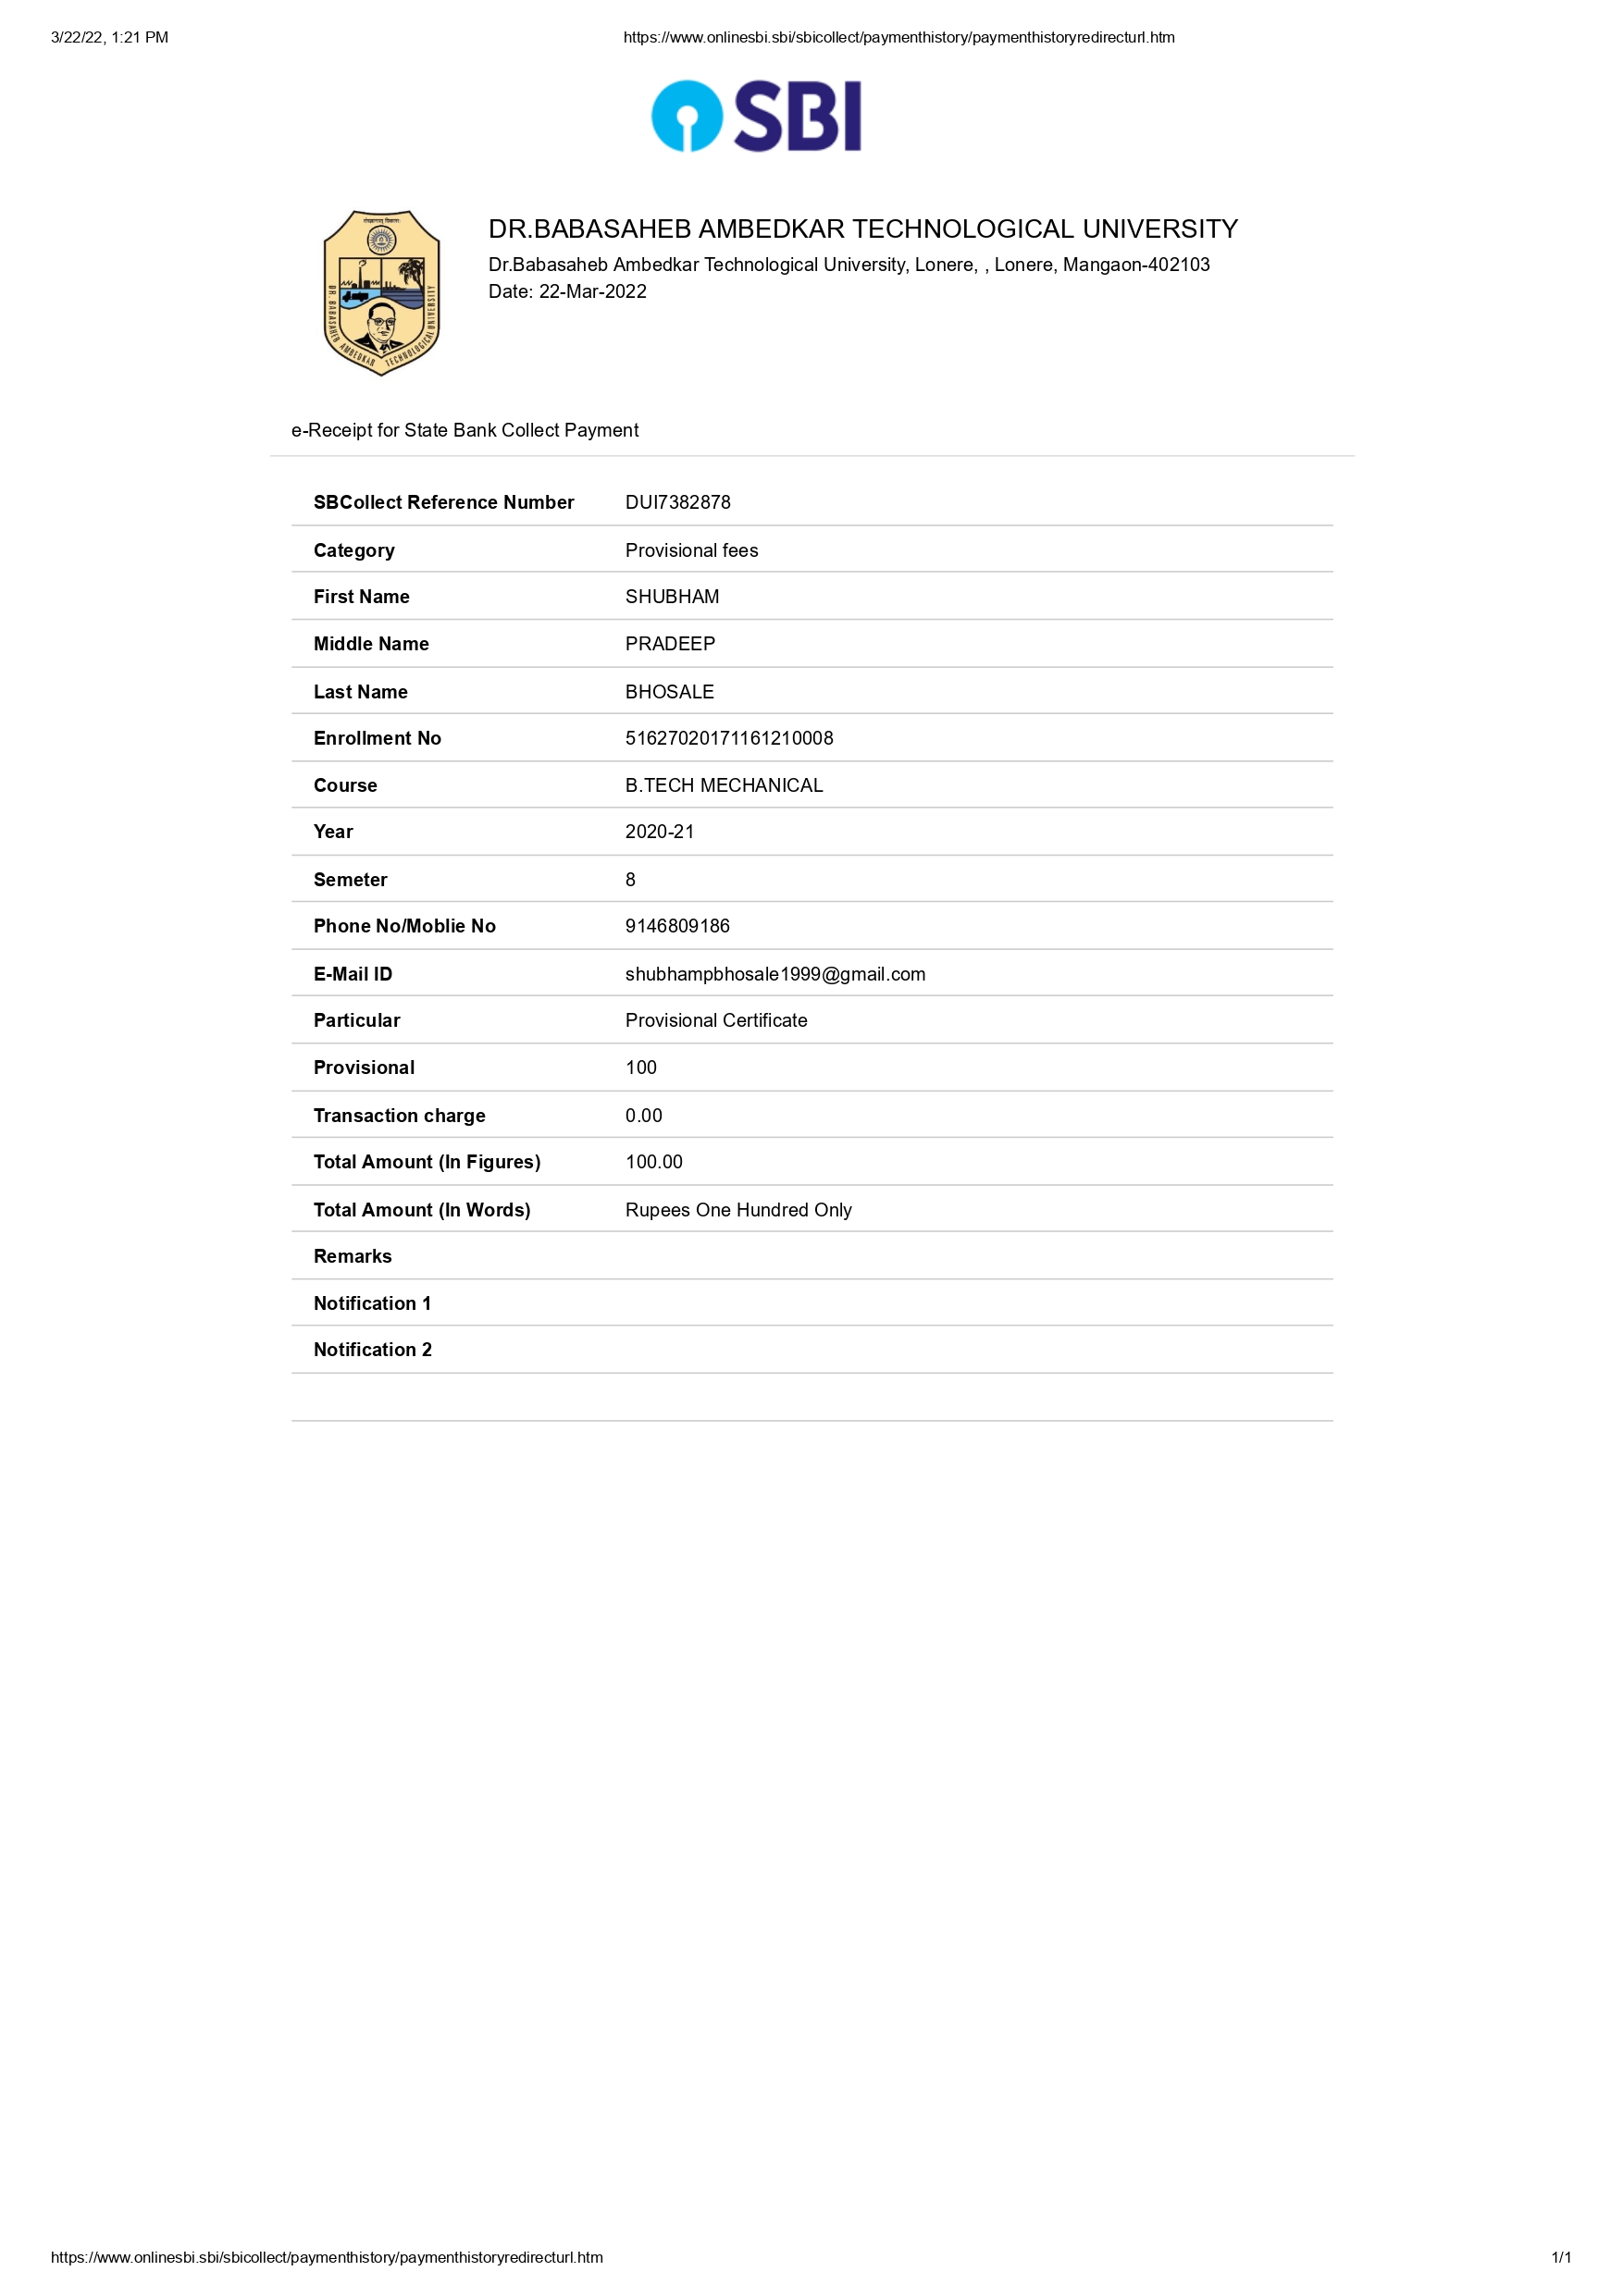 3/22/22, 1:21 PM https://www.onlinesbi.sbi/sbicollect/paymenthistory/paymenthistoryredirecturl.htm
SBI
DR. BABASAHEB AMBEDKAR TECHNOLOGICAL UNIVERSITY
DR.BABASAHEB AMBEDKAR TECHNOLOGICAL UNIVERSITY
Dr.Babasaheb Ambedkar Technological University, Lonere, , Lonere, Mangaon-402103
Date: 22-Mar-2022
e-Receipt for State Bank Collect Payment
SBCollect Reference Number DUI7382878
Category Provisional fees
First Name SHUBHAM
Middle Name PRADEEP
Last Name BHOSALE
Enrollment No 51627020171161210008
Course B.TECH MECHANICAL
Year 2020-21
Semeter 8
Phone No/Moblie No 9146809186
E-Mail ID shubhampbhosale1999@gmail.com
Particular Provisional Certificate
Provisional 100
Transaction charge 0.00
Total Amount (In Figures) 100.00
Total Amount (In Words) Rupees One Hundred Only
Remarks
Notification 1
Notification 2
https://www.onlinesbi.sbi/sbicollect/paymenthistory/paymenthistoryredirecturl.htm 1/1